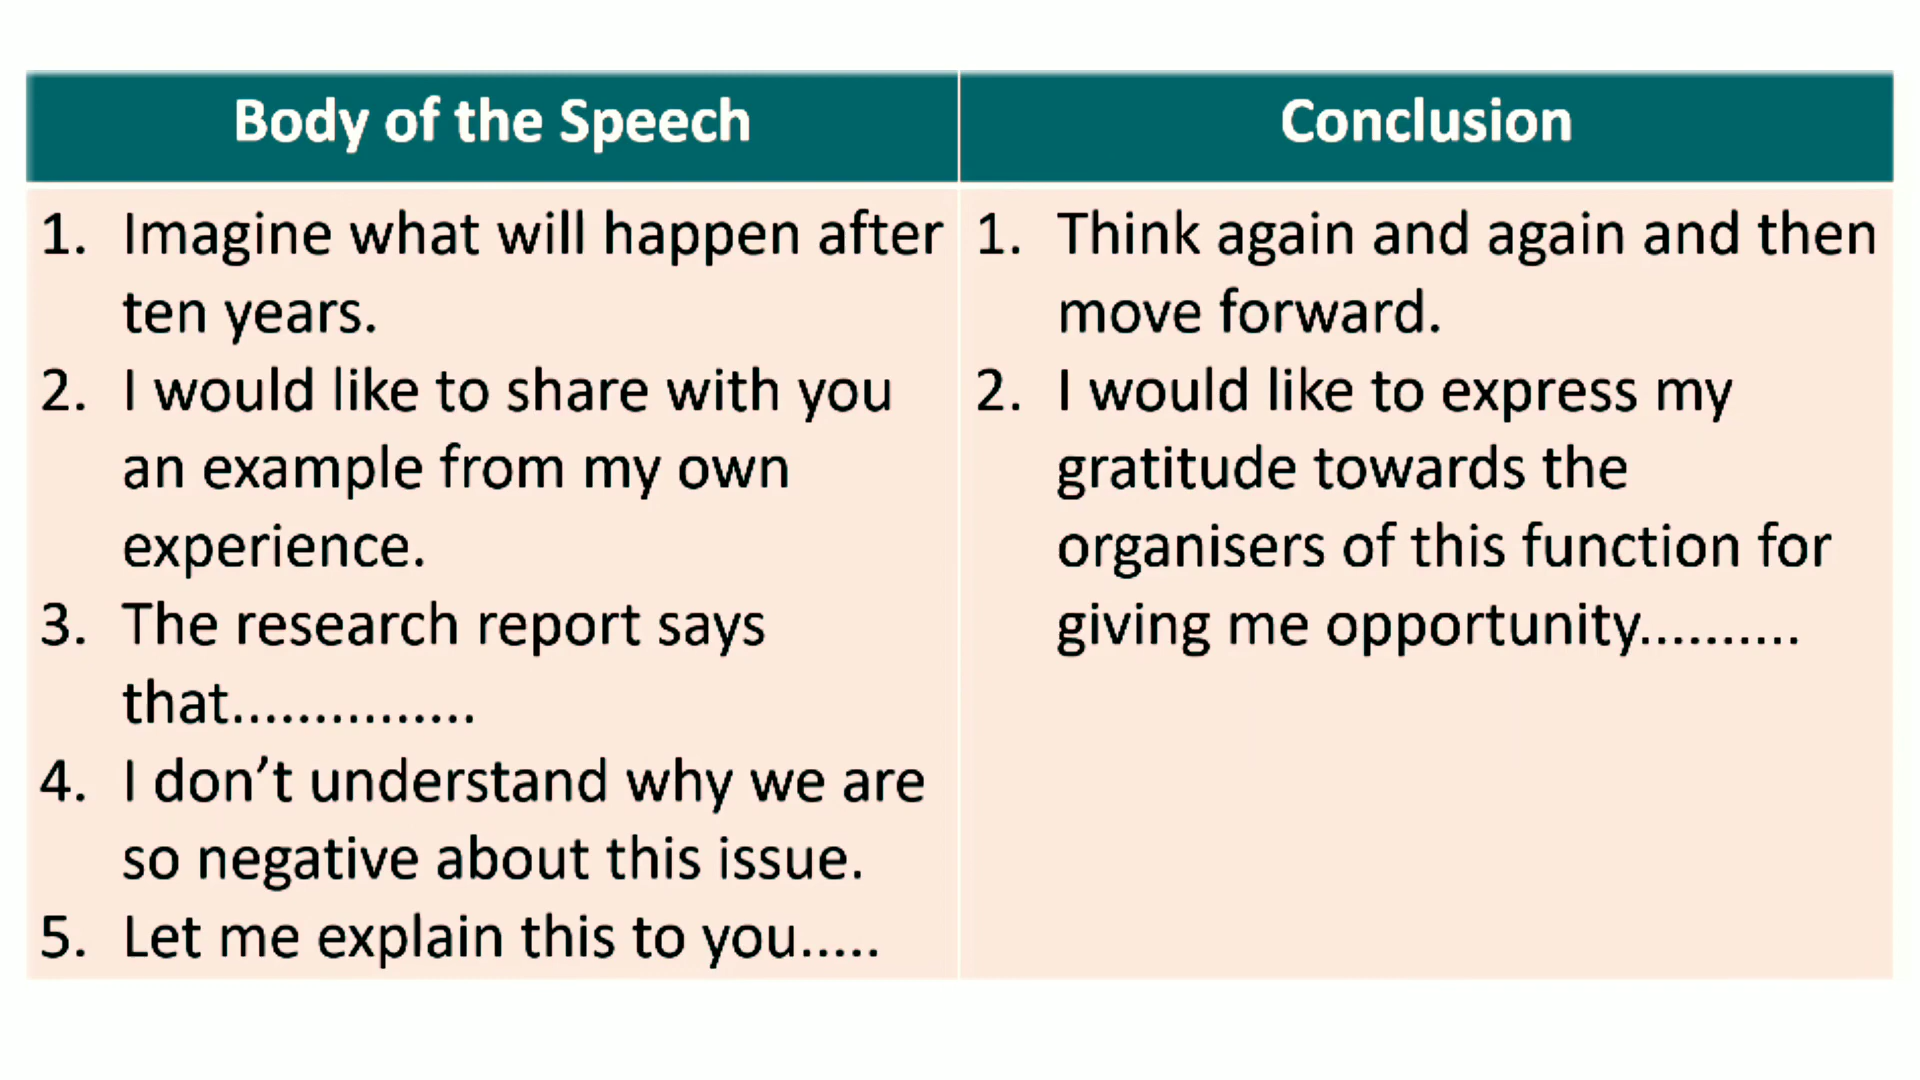 Body of the Speech
1. Imagine what will happen after
ten years.
2. I would like to share with you
an example from my own
experience.
3. The research report says
that...............
4. I don’t understand why we are
so negative about this issue.
5. Let me explain this to you.....
Conclusion
1. Think again and again and then
move forward.
2. I would like to express my
gratitude towards the
organisers of this function for
giving me opportunity..........